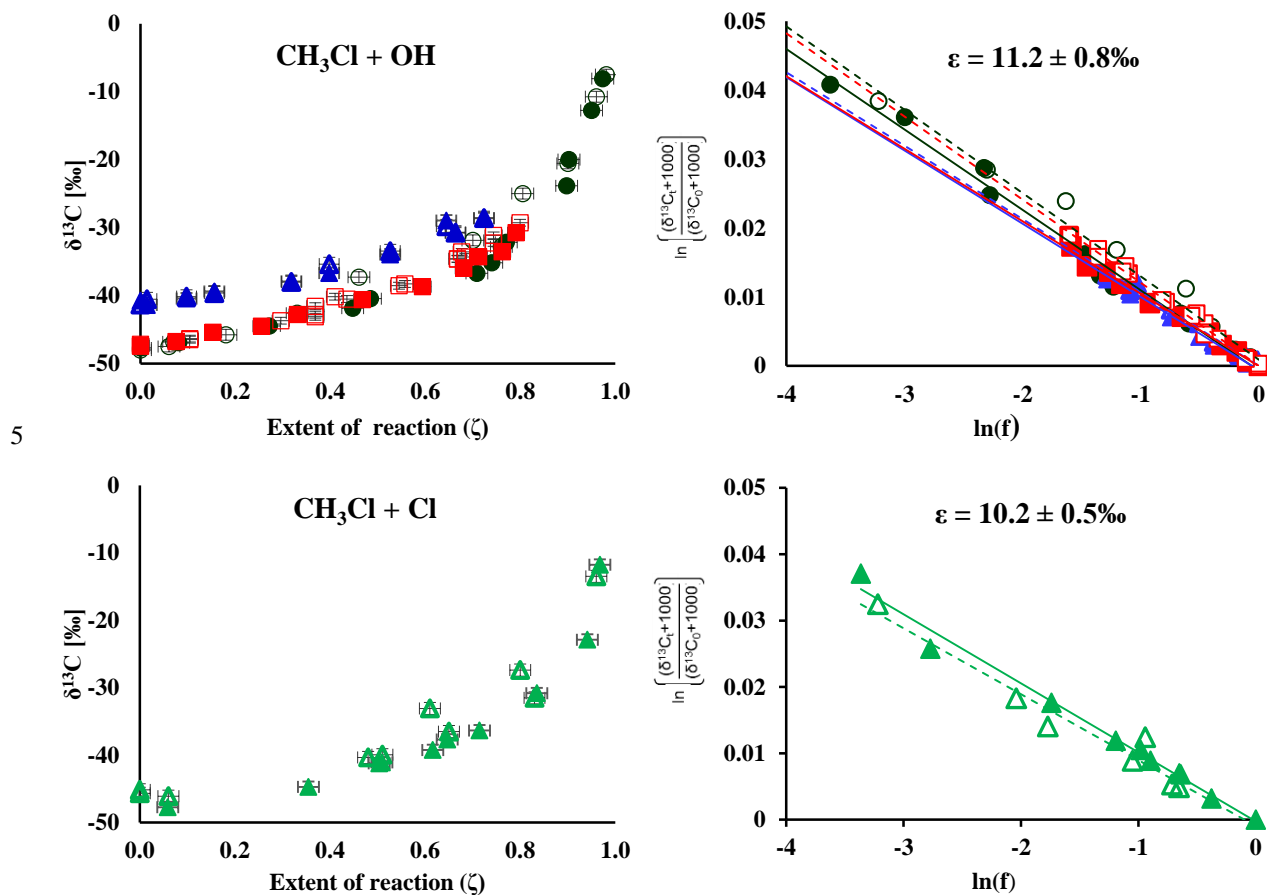 0
-10
-20
-30
-40
-50
δ¹³C [‰]
CH₃Cl + OH
0.0 0.2 0.4 0.6 0.8 1.0
Extent of reaction (ζ)
0.05
0.04
0.03
0.02
0.01
0
ln [(δ¹³Cₜ+1000) / (δ¹³C₀+1000)]
ε = 11.2 ± 0.8‰
-4 -3 -2 -1 0
ln(f)
5
0
-10
-20
-30
-40
-50
δ¹³C [‰]
CH₃Cl + Cl
0.0 0.2 0.4 0.6 0.8 1.0
Extent of reaction (ζ)
0.05
0.04
0.03
0.02
0.01
0
ln [(δ¹³Cₜ+1000) / (δ¹³C₀+1000)]
ε = 10.2 ± 0.5‰
-4 -3 -2 -1 0
ln(f)